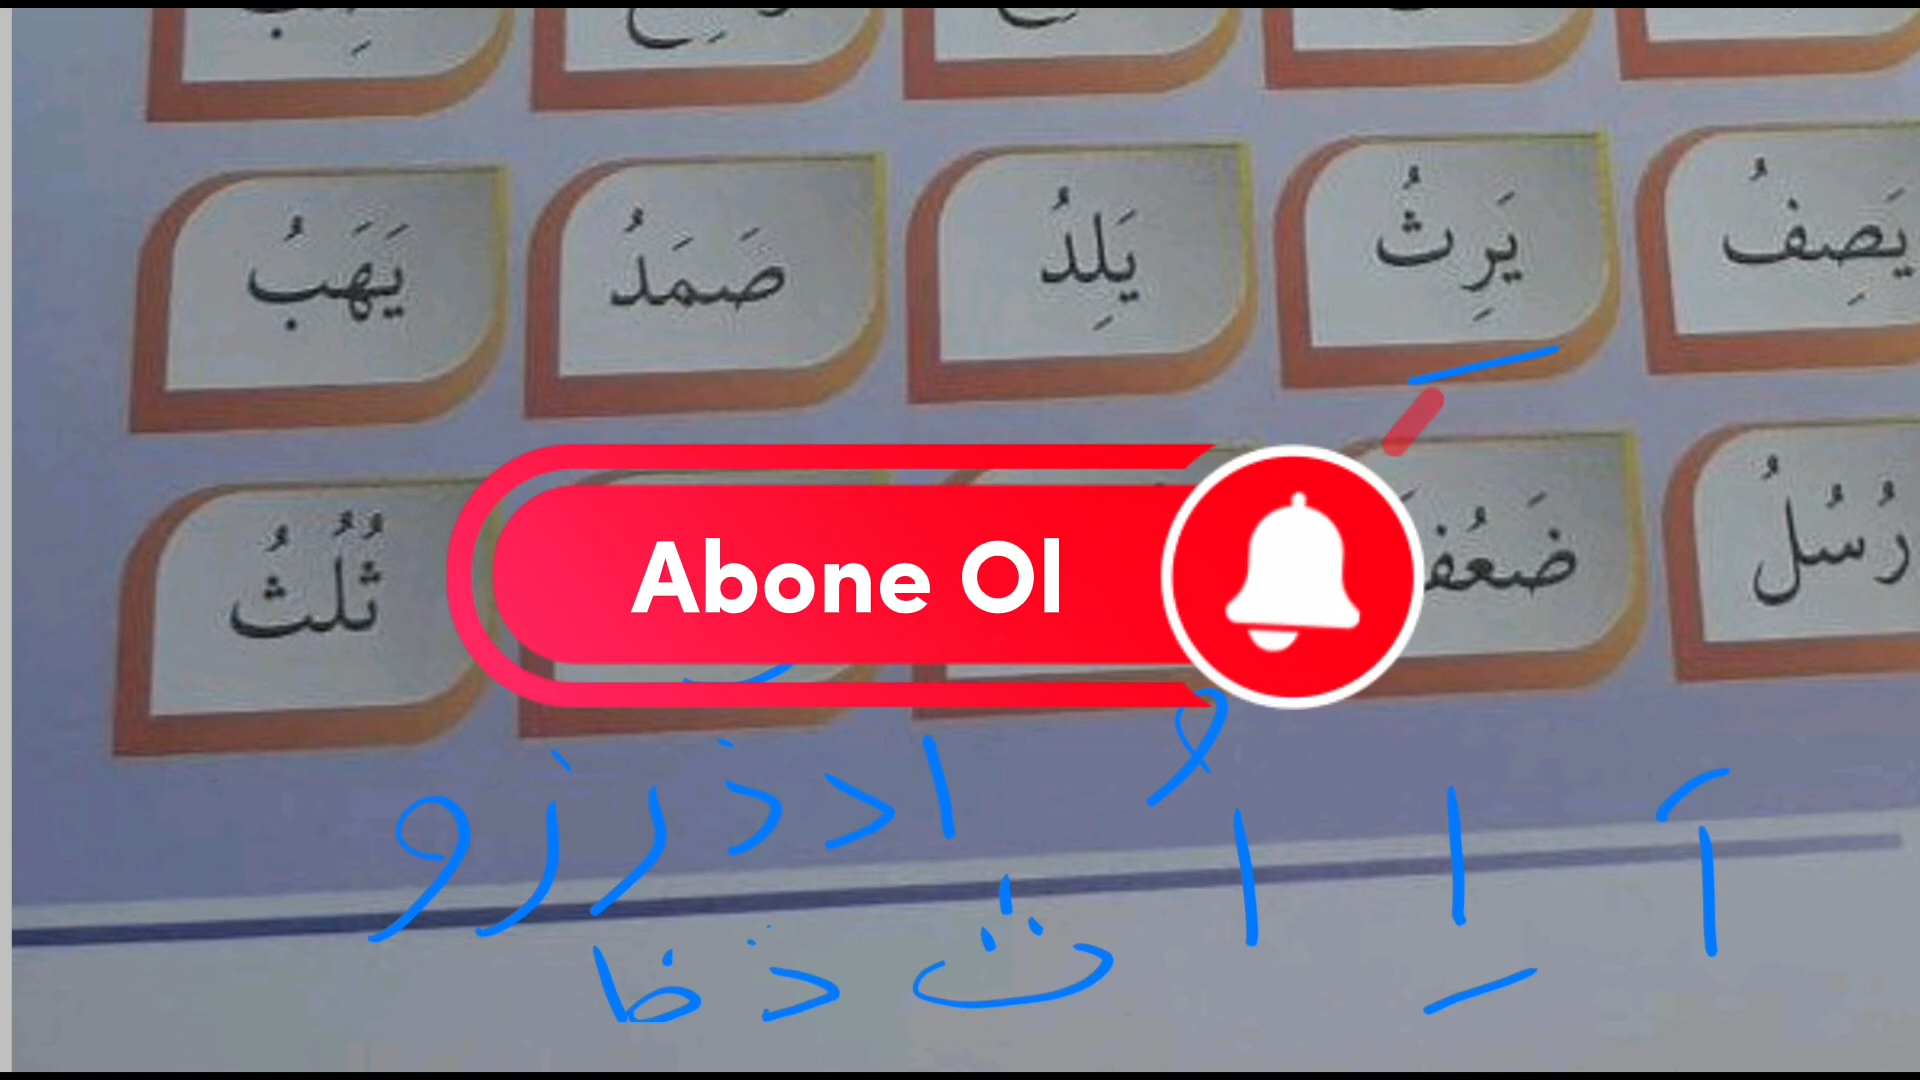 يَصِفُ يَرِثُ يَلِدُ صَمَدُ يَهَبُ
رُسُلُ ثُلُثُ
Abone Ol
اَ اِ اُ
ا د ذ ر ز و
ث ذ ظ